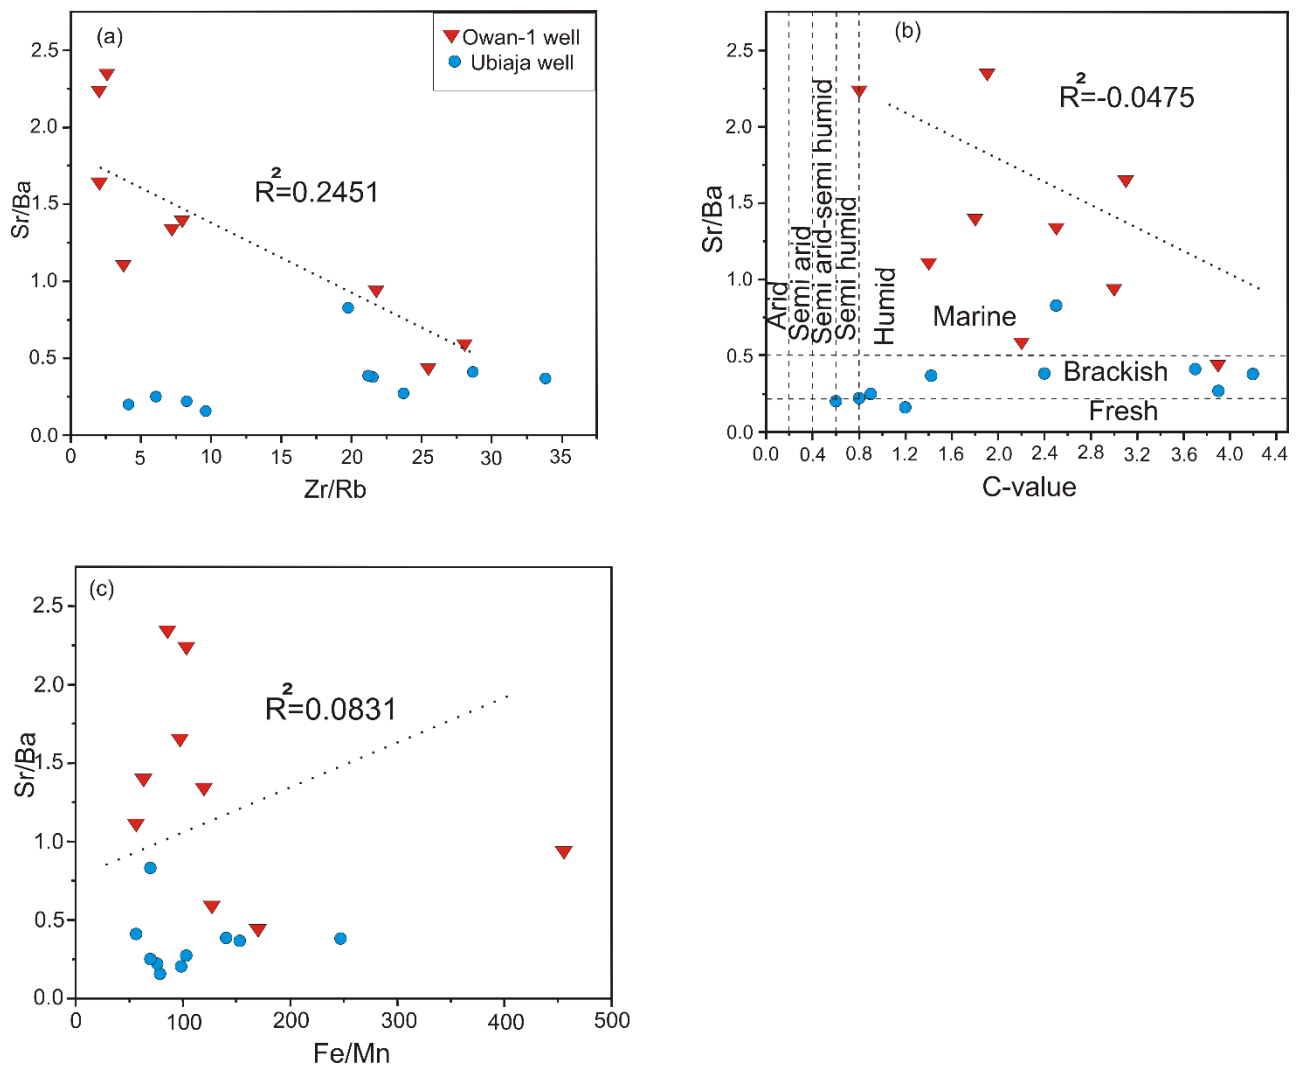 (a)
Owan-1 well
Ubiaja well
R²=0.2451
Sr/Ba
2.5
2.0
1.5
1.0
0.5
0.0
0 5 10 15 20 25 30 35
Zr/Rb
(b)
R²=-0.0475
Sr/Ba
2.5
2.0
1.5
1.0
0.5
0.0
Arid
Semi arid
Semi arid-semi humid
Semi humid
Humid
Marine
Brackish
Fresh
0.0 0.4 0.8 1.2 1.6 2.0 2.4 2.8 3.2 3.6 4.0 4.4
C-value
(c)
R²=0.0831
Sr/Ba
2.5
2.0
1.5
1.0
0.5
0.0
0 100 200 300 400 500
Fe/Mn